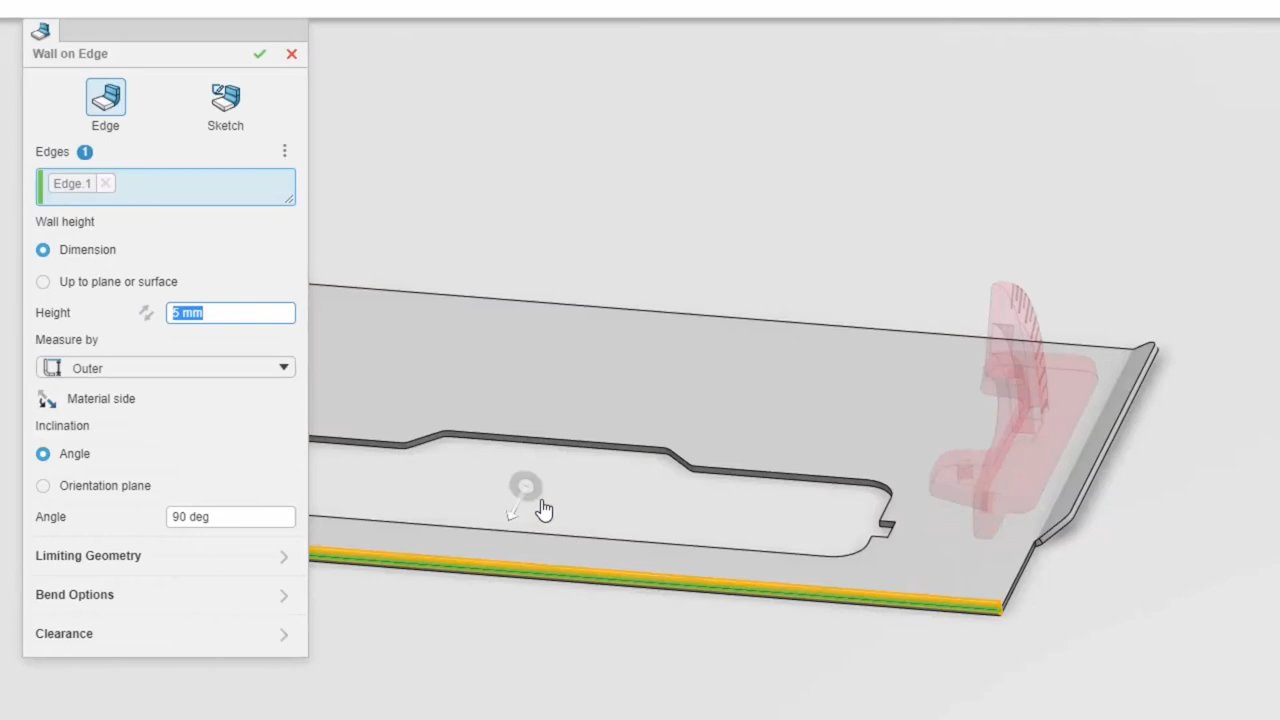 Wall on Edge
Edge
Sketch
Edges 1
Edge.1
Wall height
Dimension
Up to plane or surface
Height 5 mm
Measure by
Outer
Material side
Inclination
Angle
Orientation plane
Angle 90 deg
Limiting Geometry
Bend Options
Clearance